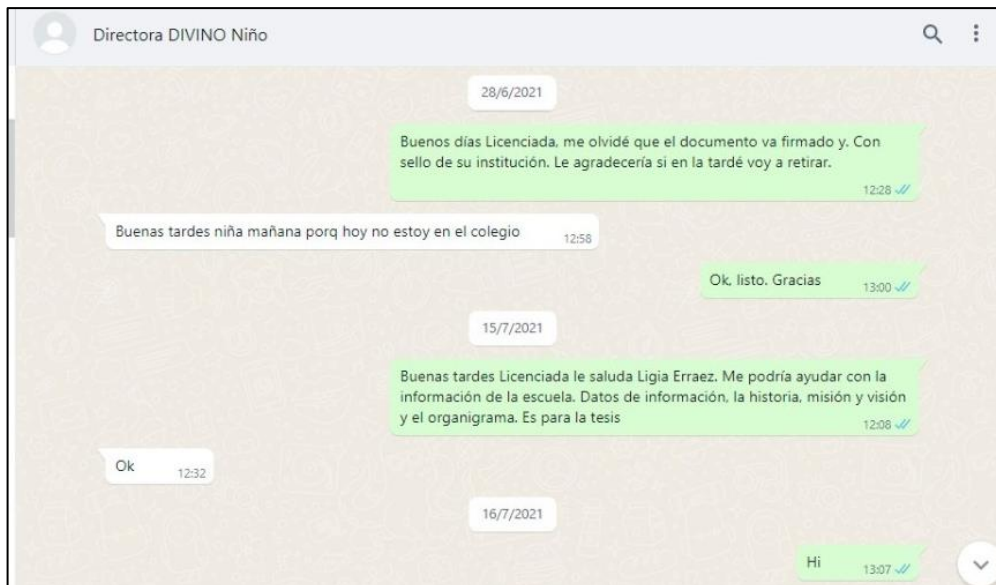 Directora DIVINO Niño
28/6/2021
Buenos días Licenciada, me olvidé que el documento va firmado y. Con
sello de su institución. Le agradecería si en la tardé voy a retirar.
12:28
Buenas tardes niña mañana porq hoy no estoy en el colegio
12:58
Ok, listo. Gracias
13:00
15/7/2021
Buenas tardes Licenciada le saluda Ligia Erraez. Me podría ayudar con la
información de la escuela. Datos de información, la historia, misión y visión
y el organigrama. Es para la tesis
12:08
Ok
12:32
16/7/2021
Hi
13:07